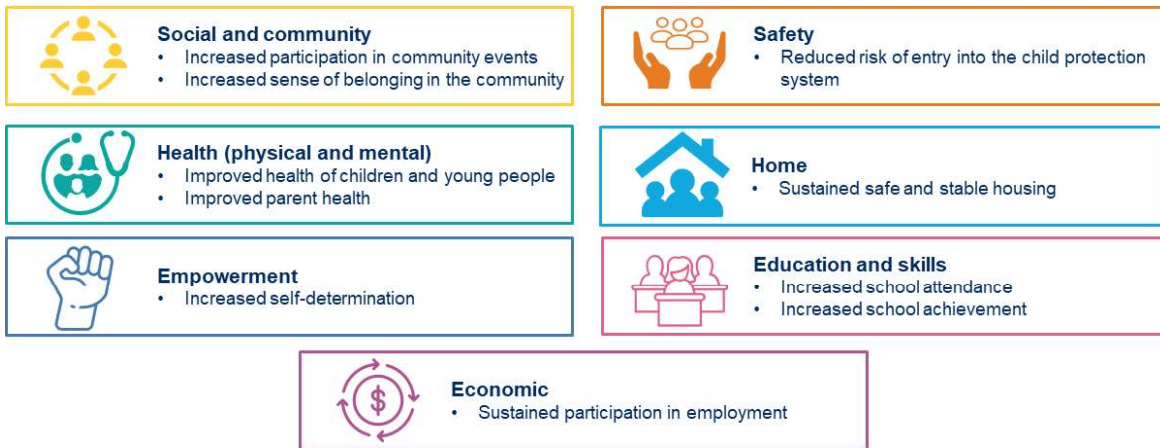 Social and community
• Increased participation in community events
• Increased sense of belonging in the community
Safety
• Reduced risk of entry into the child protection
system
Health (physical and mental)
• Improved health of children and young people
• Improved parent health
Home
• Sustained safe and stable housing
Empowerment
• Increased self-determination
Education and skills
• Increased school attendance
• Increased school achievement
$
Economic
• Sustained participation in employment